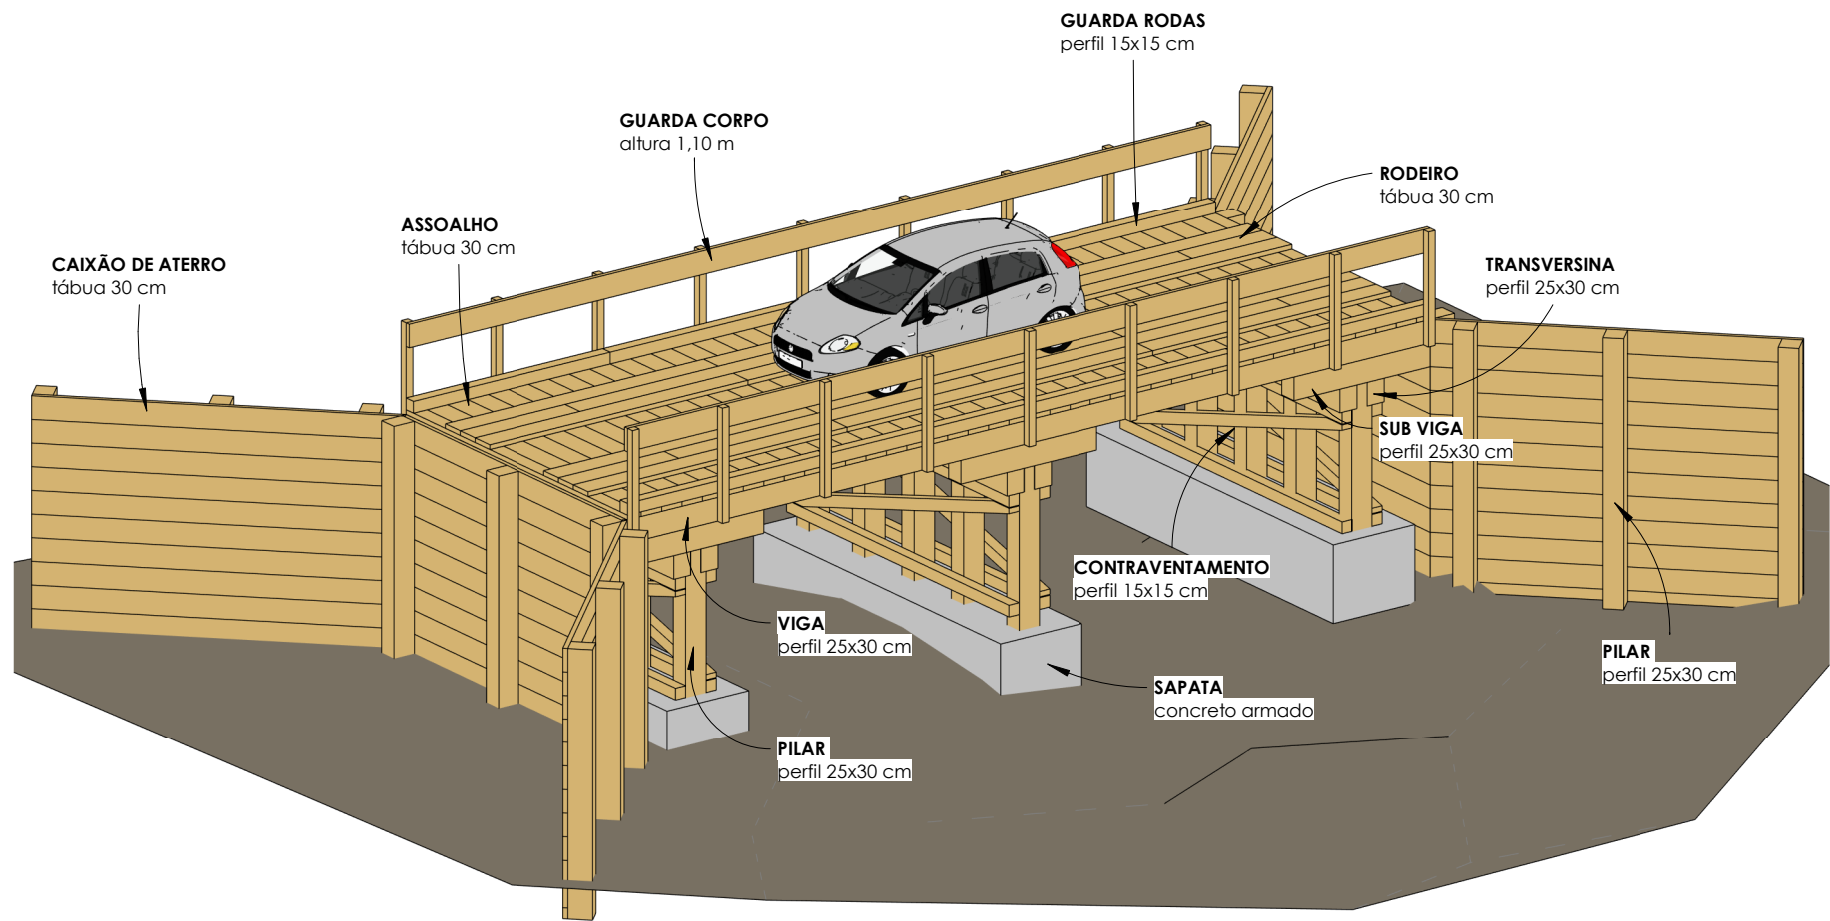 GUARDA RODAS
perfil 15x15 cm
GUARDA CORPO
altura 1,10 m
RODEIRO
tábua 30 cm
ASSOALHO
tábua 30 cm
CAIXÃO DE ATERRO
tábua 30 cm
TRANSVERSINA
perfil 25x30 cm
SUB VIGA
perfil 25x30 cm
CONTRAVENTAMENTO
perfil 15x15 cm
VIGA
perfil 25x30 cm
PILAR
perfil 25x30 cm
SAPATA
concreto armado
PILAR
perfil 25x30 cm